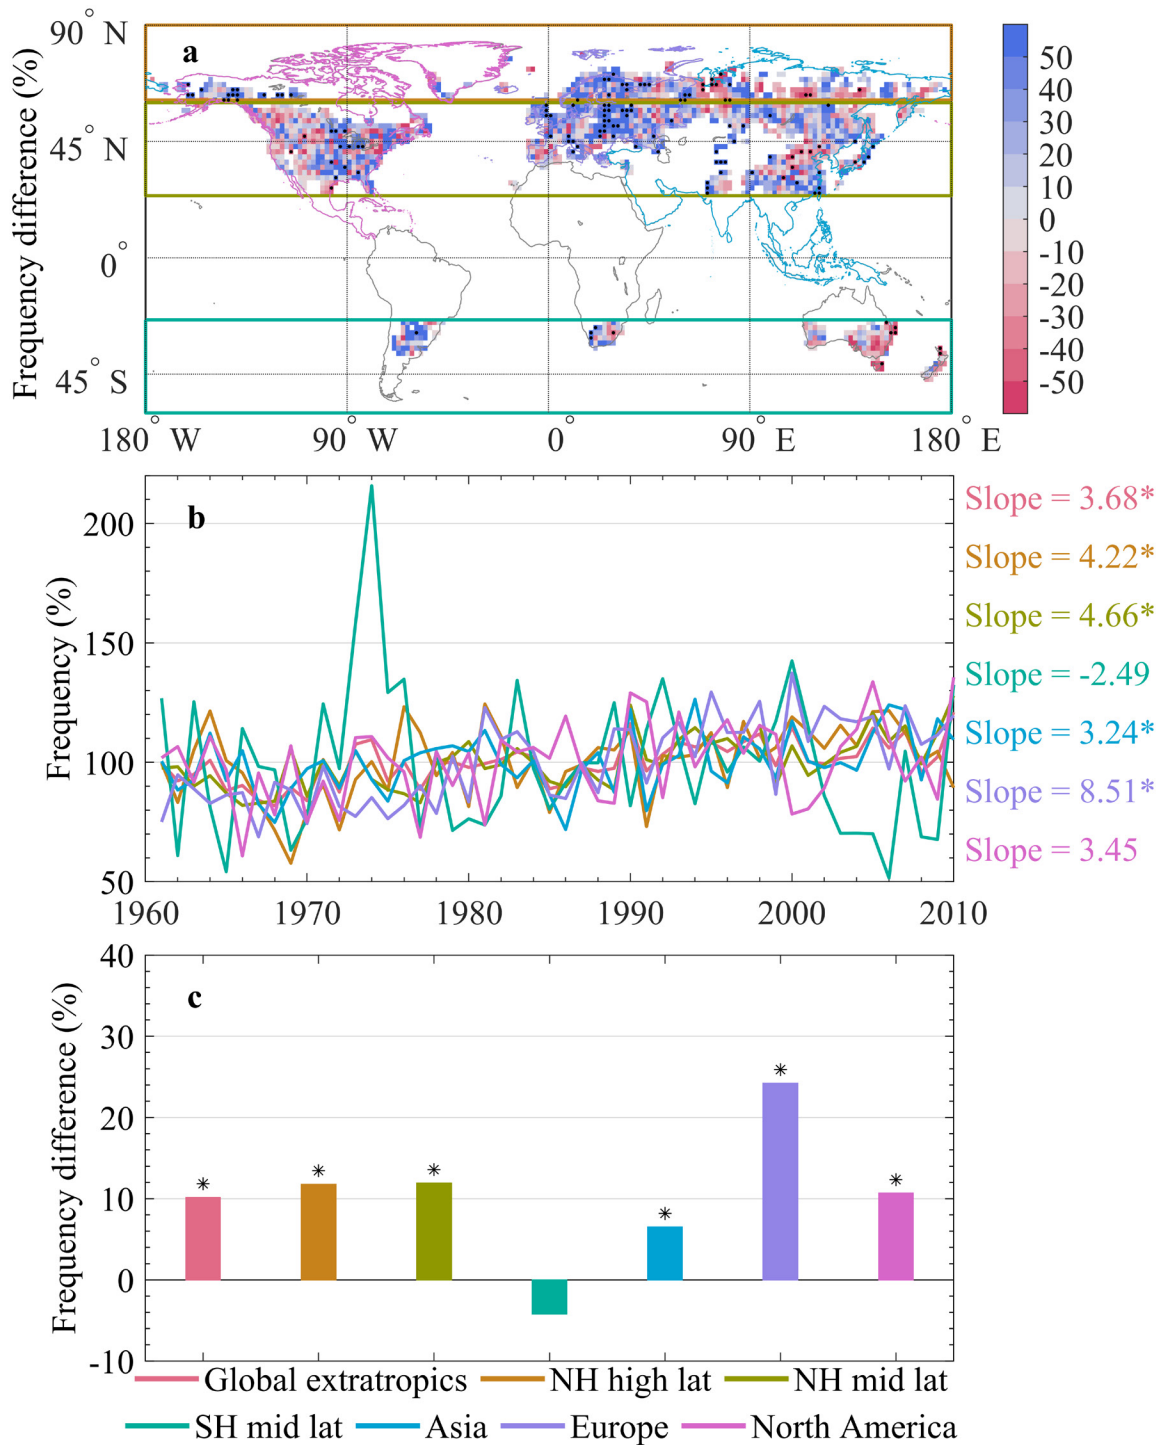 Frequency difference (%)
90° N
45° N
0°
45° S
180° W
90° W
0°
90° E
180° E
a
50
40
30
20
10
0
-10
-20
-30
-40
-50
Frequency (%)
200
150
100
50
b
1960
1970
1980
1990
2000
2010
Slope = 3.68*
Slope = 4.22*
Slope = 4.66*
Slope = -2.49
Slope = 3.24*
Slope = 8.51*
Slope = 3.45
Frequency difference (%)
40
30
20
10
0
-10
c
*
*
*
*
*
*
Global extratropics
NH high lat
NH mid lat
SH mid lat
Asia
Europe
North America